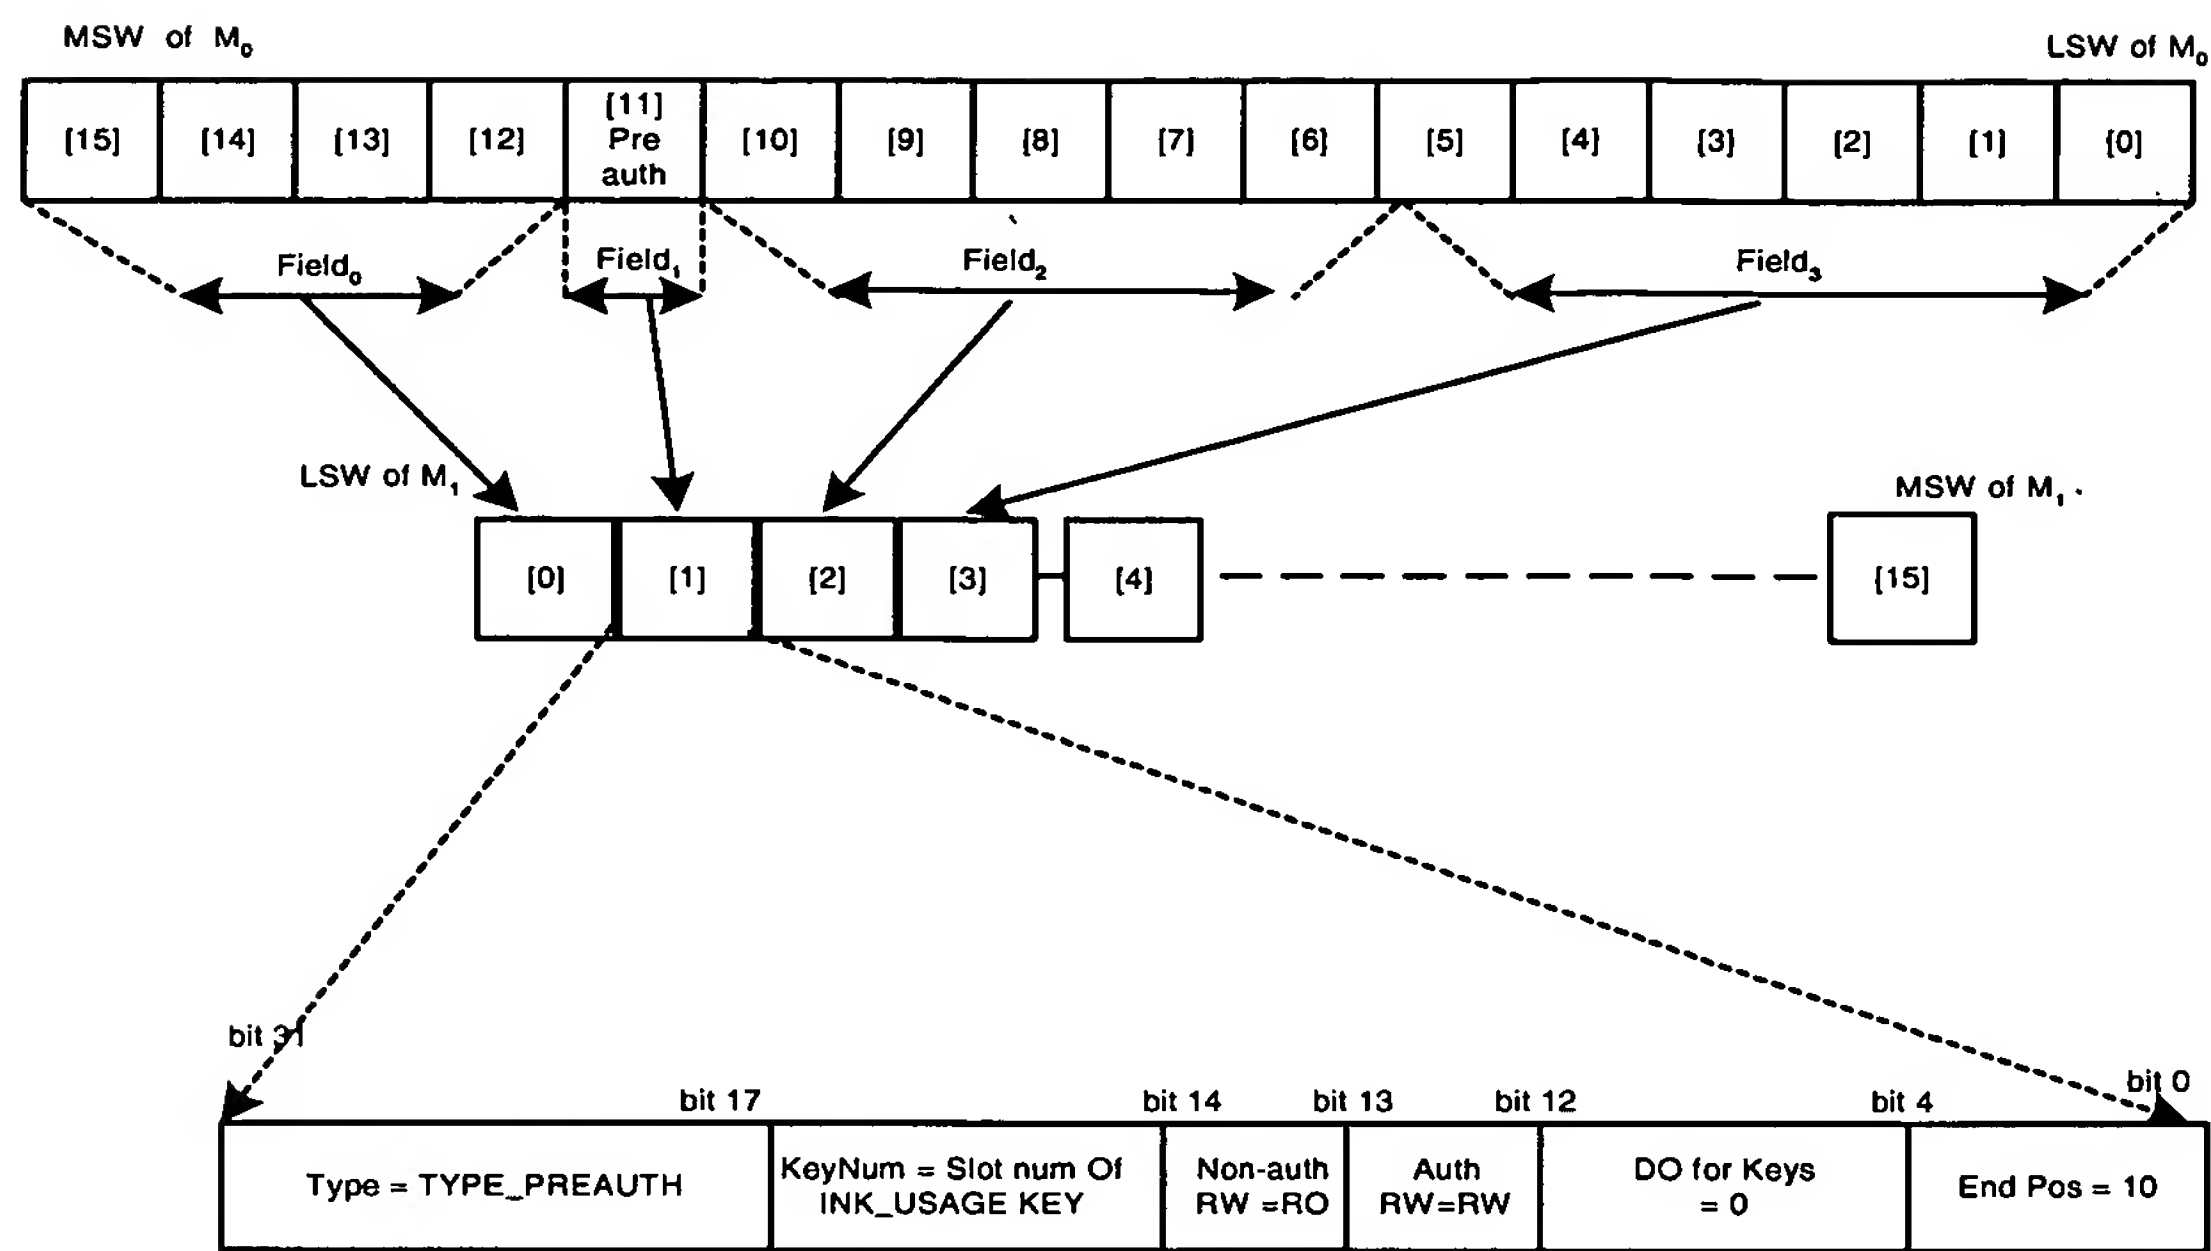 MSW of M₀ LSW of M₀
[15] [14] [13] [12] [11] Pre auth [10] [9] [8] [7] [6] [5] [4] [3] [2] [1] [0]
Field₀ Field₁ Field₂ Field₃
LSW of M₁ MSW of M₁
[0] [1] [2] [3] [4] [15]
bit 31 bit 17 bit 14 bit 13 bit 12 bit 4 bit 0
Type = TYPE_PREAUTH
KeyNum = Slot num Of
INK_USAGE KEY
Non-auth
RW =RO
Auth
RW=RW
DO for Keys
= 0
End Pos = 10